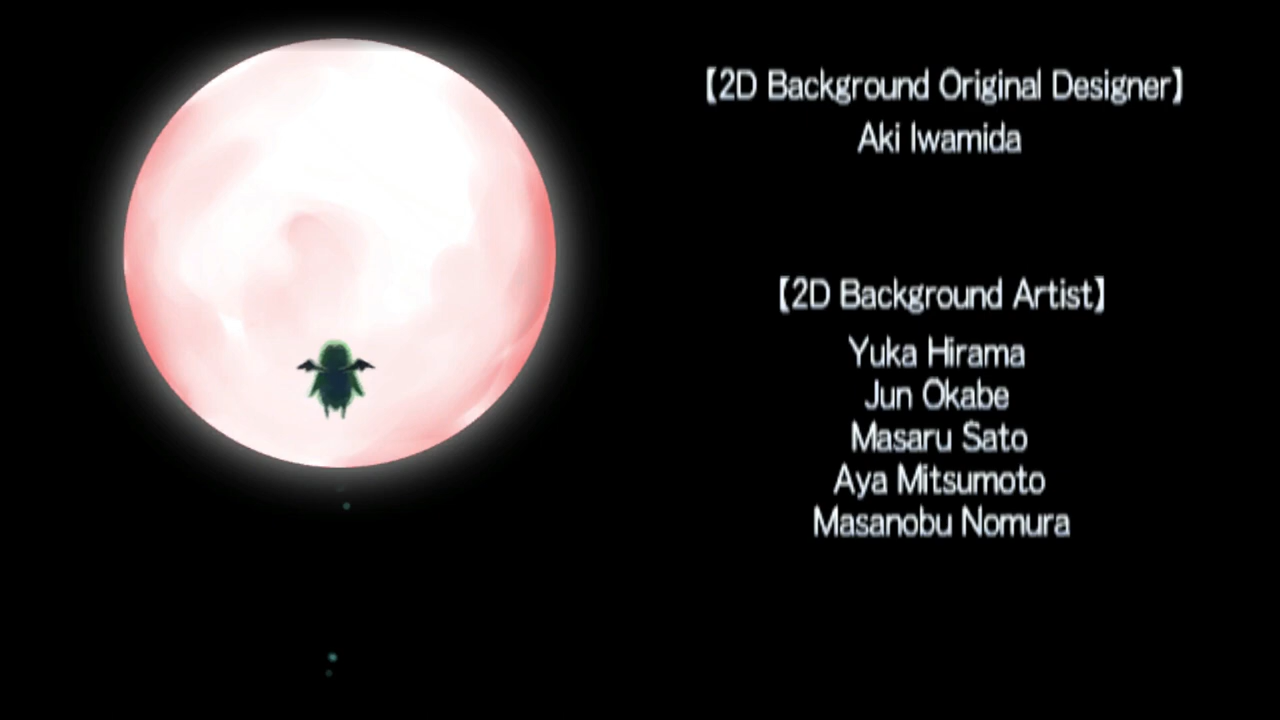 【2D Background Original Designer】
Aki Iwamida
【2D Background Artist】
Yuka Hirama
Jun Okabe
Masaru Sato
Aya Mitsumoto
Masanobu Nomura